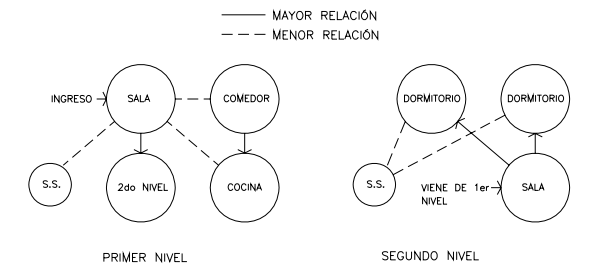 MAYOR RELACIÓN
MENOR RELACIÓN
INGRESO
SALA
COMEDOR
S.S.
2do NIVEL
COCINA
PRIMER NIVEL
DORMITORIO
DORMITORIO
S.S.
VIENE DE 1er
NIVEL
SALA
SEGUNDO NIVEL